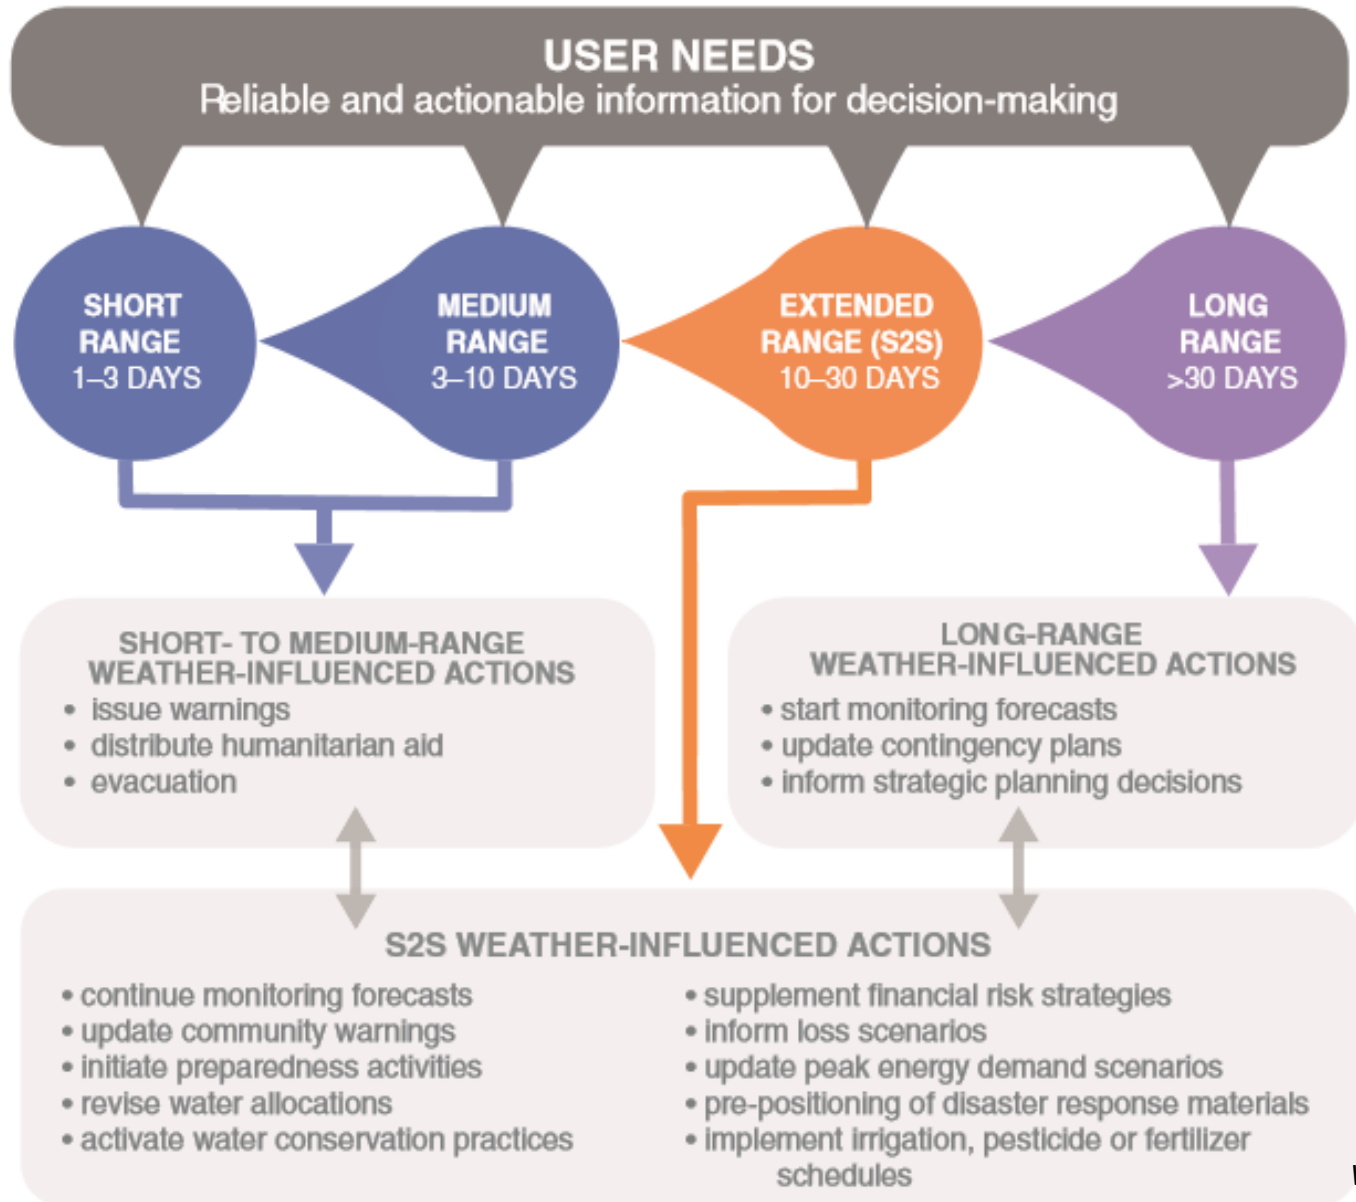 USER NEEDS
Reliable and actionable information for decision-making
SHORT
RANGE
1–3 DAYS
MEDIUM
RANGE
3–10 DAYS
EXTENDED
RANGE (S2S)
10–30 DAYS
LONG
RANGE
>30 DAYS
SHORT- TO MEDIUM-RANGE
WEATHER-INFLUENCED ACTIONS
• issue warnings
• distribute humanitarian aid
• evacuation
LONG-RANGE
WEATHER-INFLUENCED ACTIONS
• start monitoring forecasts
• update contingency plans
• inform strategic planning decisions
S2S WEATHER-INFLUENCED ACTIONS
• continue monitoring forecasts
• update community warnings
• initiate preparedness activities
• revise water allocations
• activate water conservation practices
• supplement financial risk strategies
• inform loss scenarios
• update peak energy demand scenarios
• pre-positioning of disaster response materials
• implement irrigation, pesticide or fertilizer
schedules